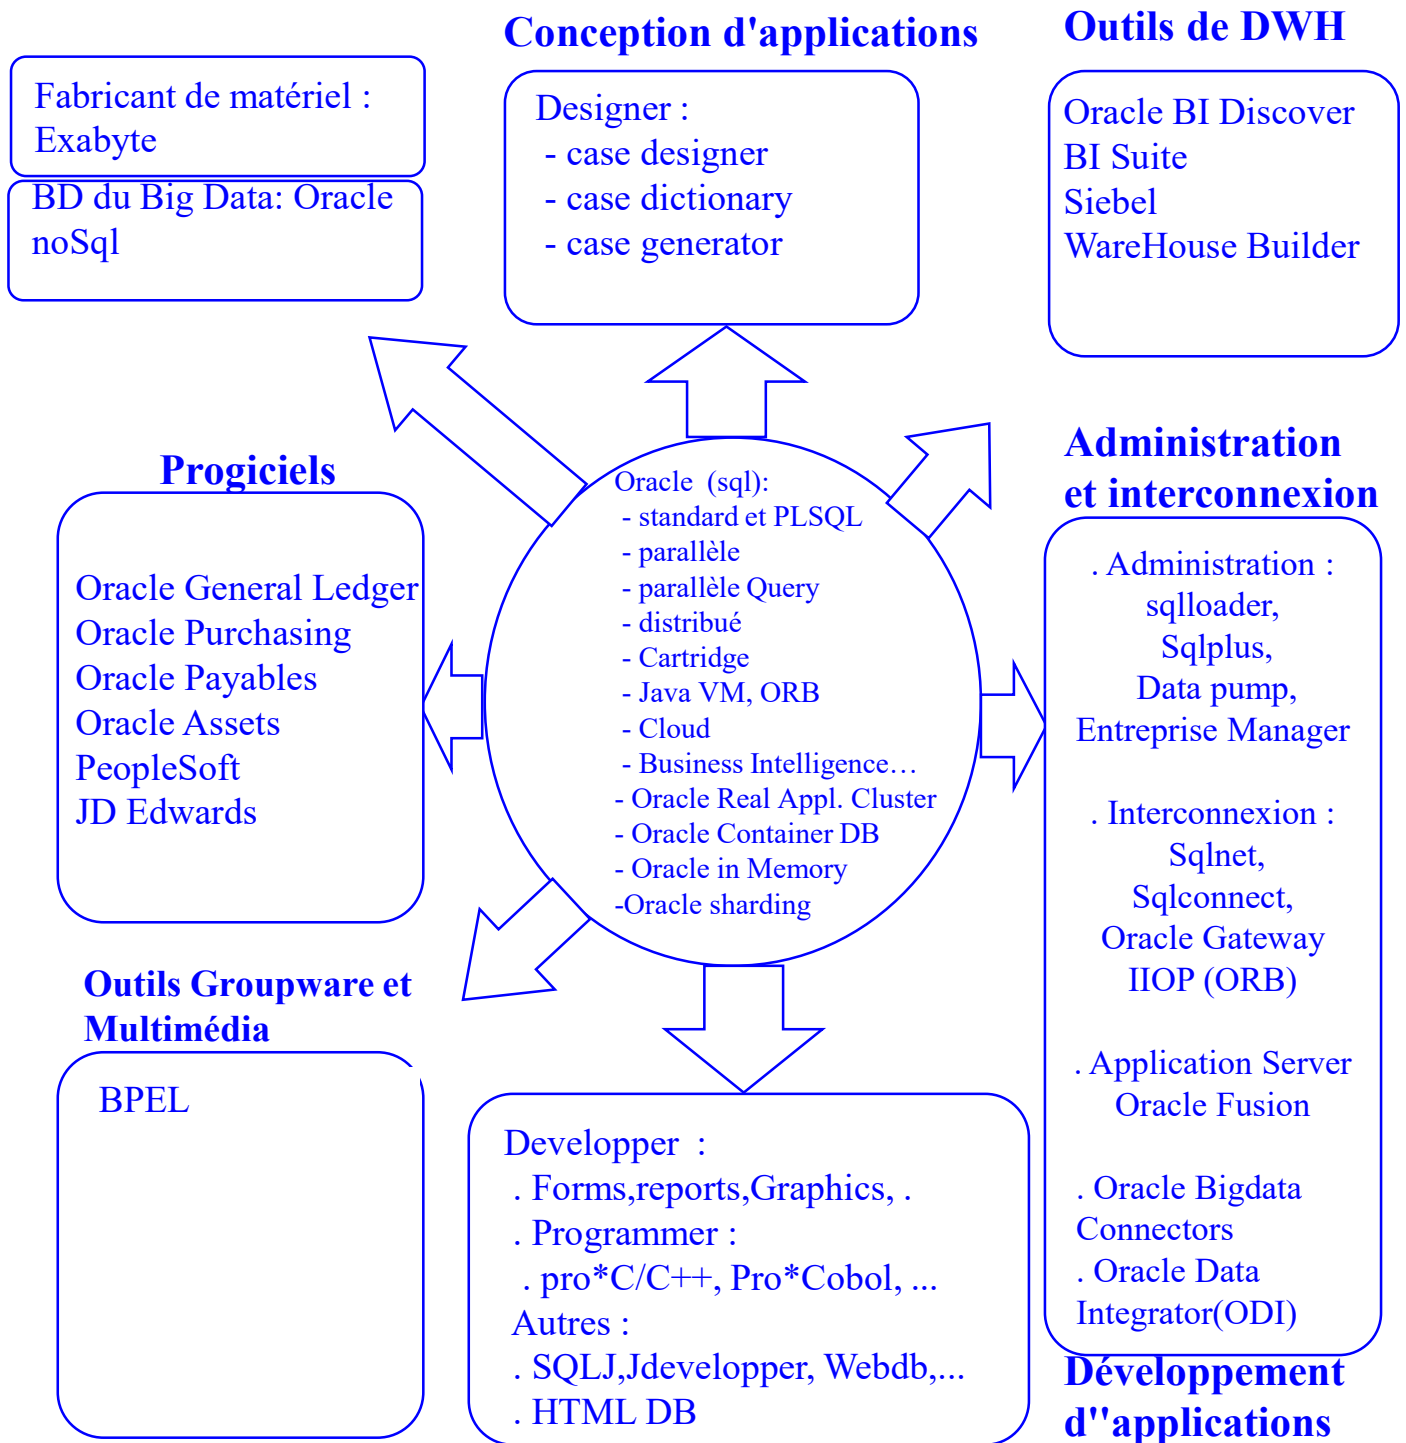 Conception d'applications
Outils de DWH
Fabricant de matériel :
Exabyte
BD du Big Data: Oracle
noSql
Designer :
- case designer
- case dictionary
- case generator
Oracle BI Discover
BI Suite
Siebel
WareHouse Builder
Progiciels
Oracle General Ledger
Oracle Purchasing
Oracle Payables
Oracle Assets
PeopleSoft
JD Edwards
Oracle (sql):
- standard et PLSQL
- parallèle
- parallèle Query
- distribué
- Cartridge
- Java VM, ORB
- Cloud
- Business Intelligence…
- Oracle Real Appl. Cluster
- Oracle Container DB
- Oracle in Memory
-Oracle sharding
Administration
et interconnexion
. Administration :
sqlloader,
Sqlplus,
Data pump,
Entreprise Manager
. Interconnexion :
Sqlnet,
Sqlconnect,
Oracle Gateway
IIOP (ORB)
. Application Server
Oracle Fusion
. Oracle Bigdata
Connectors
. Oracle Data
Integrator(ODI)
Outils Groupware et
Multimédia
BPEL
Developper :
. Forms,reports,Graphics, .
. Programmer :
. pro*C/C++, Pro*Cobol, ...
Autres :
. SQLJ,Jdevelopper, Webdb,...
. HTML DB
Développement
d''applications